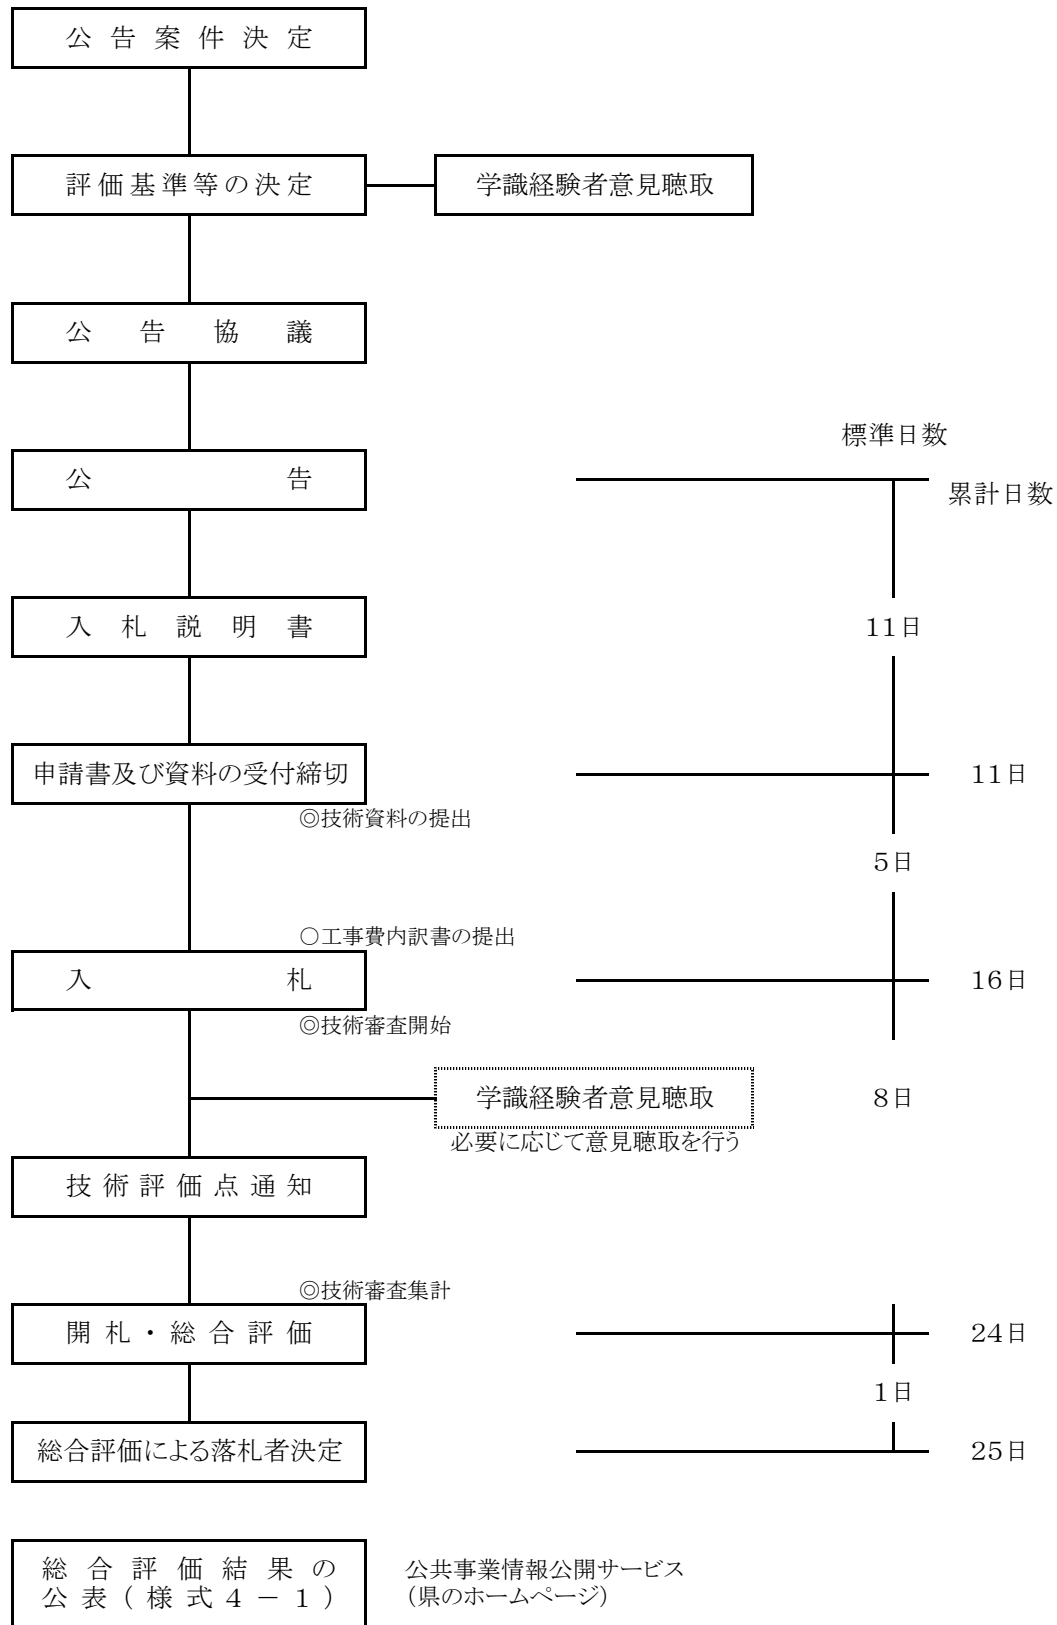 公告案件決定
評価基準等の決定
学識経験者意見聴取
公告協議
標準日数
公告
累計日数
入札説明書
11日
申請書及び資料の受付締切
11日
◎技術資料の提出
5日
○工事費内訳書の提出
入札
16日
◎技術審査開始
学識経験者意見聴取
8日
必要に応じて意見聴取を行う
技術評価点通知
◎技術審査集計
開札・総合評価
24日
1日
総合評価による落札者決定
25日
総合評価結果の
公表(様式4-1)
公共事業情報公開サービス
(県のホームページ)